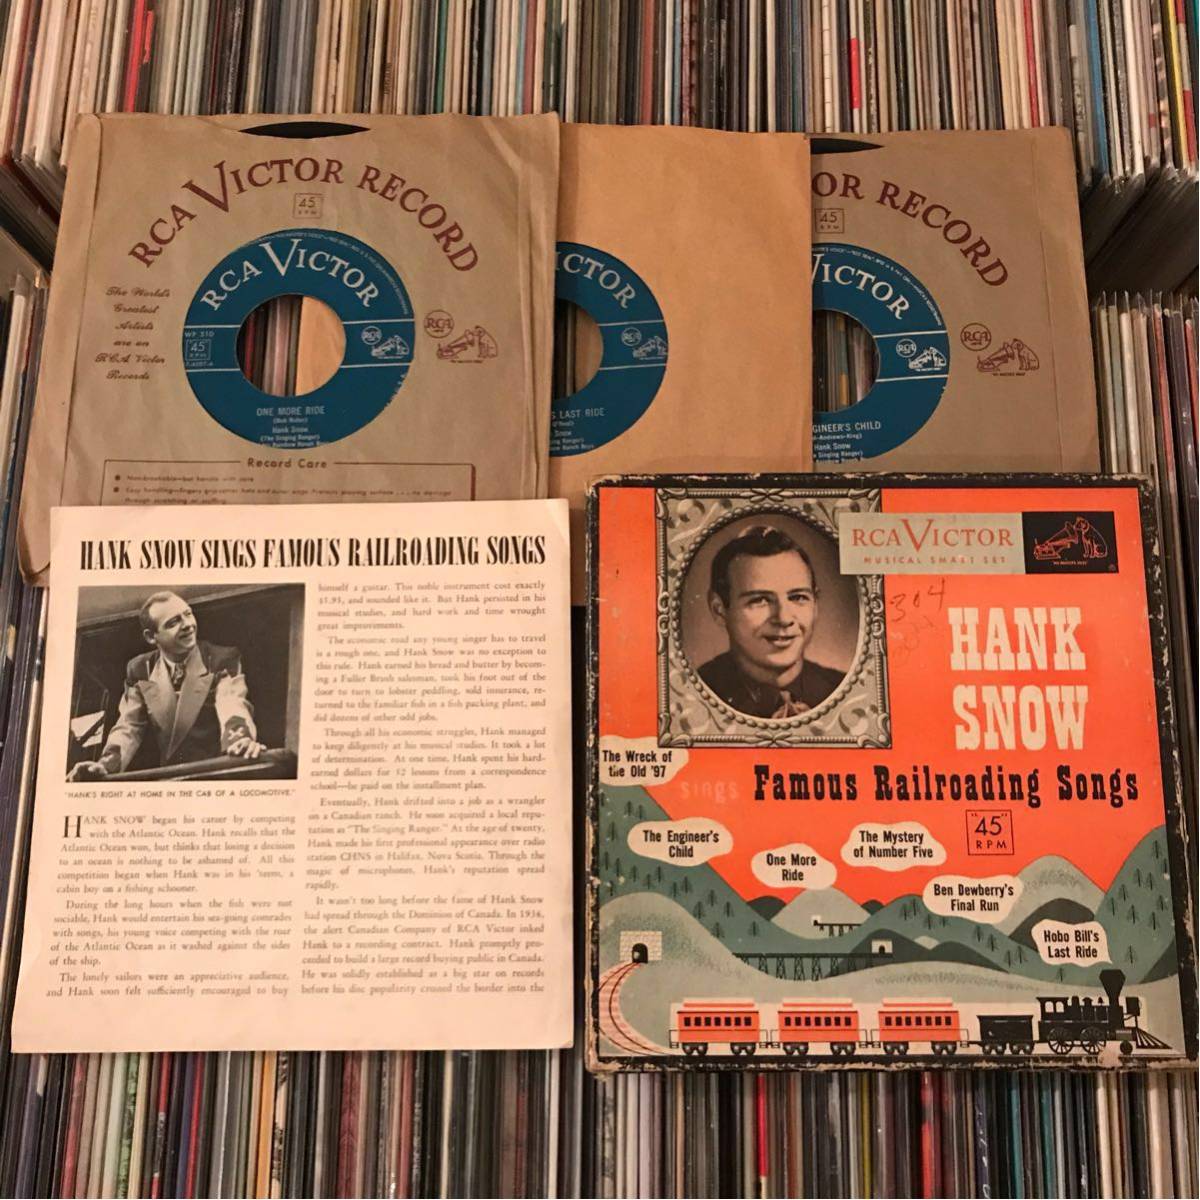 RCA VICTOR RECORD
45
RPM
The World's
Greatest
Artists
are on
RCA Victor
Records
RCA VICTOR
WP 310
45
RPM
RCA
ONE MORE RIDE
(Bob Nolan)
Hank Snow
(The Singing Ranger)
Record Care
Nonbreakable—but handle with care
ICTOR
S LAST RIDE
Snow
OR RECORD
45
RPM
VICTOR
RCA
GINEER'S CHILD
Hank Snow
e Singing Ranger)
HANK SNOW SINGS FAMOUS RAILROADING SONGS
"HANK'S RIGHT AT HOME IN THE CAB OF A LOCOMOTIVE."
HANK SNOW began his career by competing
with the Atlantic Ocean. Hank recalls that the
Atlantic Ocean won, but thinks that losing a decision
to an ocean is nothing to be ashamed of. All this
competition began when Hank was in his 'teens, a
cabin boy on a fishing schooner.
During the long hours when the fish were not
sociable, Hank would entertain his sea-going comrades
with songs, his young voice competing with the roar
of the Atlantic Ocean as it washed against the sides
of the ship.
The lonely sailors were an appreciative audience,
and Hank soon felt sufficiently encouraged to buy
himself a guitar. This noble instrument cost exactly
$5.95, and sounded like it. But Hank persisted in his
musical studies, and hard work and time wrought
great improvements.
The economic road any young singer has to travel
is a rough one, and Hank Snow was no exception to
this rule. Hank earned his bread and butter by becom-
ing a Fuller Brush salesman, took his foot out of the
door to turn to lobster peddling, sold insurance, re-
turned to the familiar fish in a fish packing plant, and
did dozens of other odd jobs.
Through all his economic struggles, Hank managed
to keep diligently at his musical studies. It took a lot
of determination. At one time, Hank spent his hard-
earned dollars for 52 lessons from a correspondence
school—he paid on the installment plan.
Eventually, Hank drifted into a job as a wrangler
on a Canadian ranch. He soon acquired a local repu-
tation as "The Singing Ranger." At the age of twenty,
Hank made his first professional appearance over radio
station CHNS in Halifax, Nova Scotia. Through the
magic of microphones, Hank's reputation spread
rapidly.
It wasn't too long before the fame of Hank Snow
had spread through the Dominion of Canada. In 1936,
the alert Canadian Company of RCA Victor inked
Hank to a recording contract. Hank promptly pro-
ceeded to build a large record buying public in Canada.
He was solidly established as a big star on records
before his disc popularity crossed the border into the
RCA VICTOR
MUSICAL SMART SET
"HIS MASTER'S VOICE"
304
HANK
SNOW
sings Famous Railroading Songs
"45"
RPM
The Wreck of
the Old '97
The Engineer's
Child
One More
Ride
The Mystery
of Number Five
Ben Dewberry's
Final Run
Hobo Bill's
Last Ride